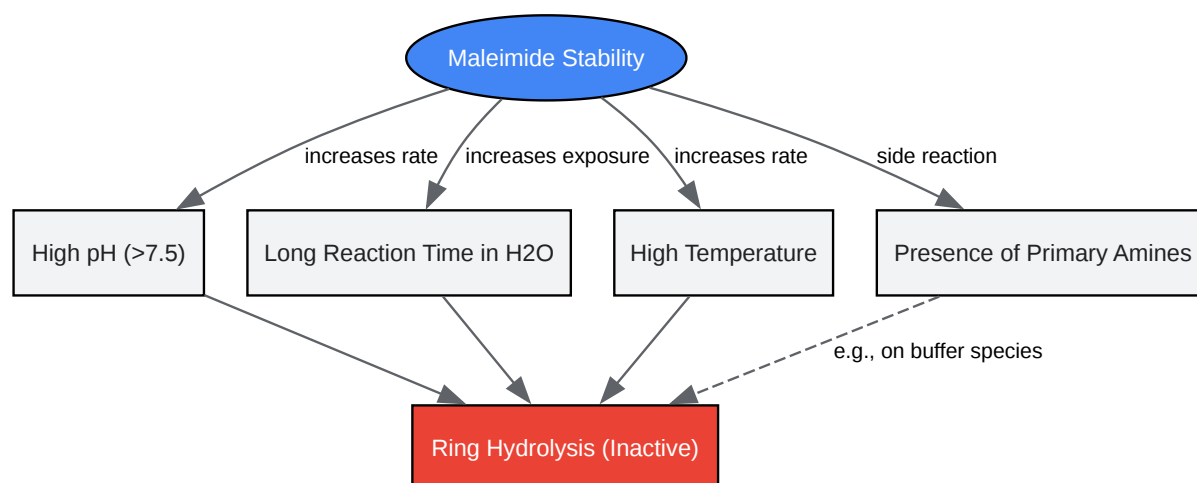 Maleimide Stability
increases rate
increases exposure
increases rate
side reaction
High pH (>7.5)
Long Reaction Time in H2O
High Temperature
Presence of Primary Amines
e.g., on buffer species
Ring Hydrolysis (Inactive)